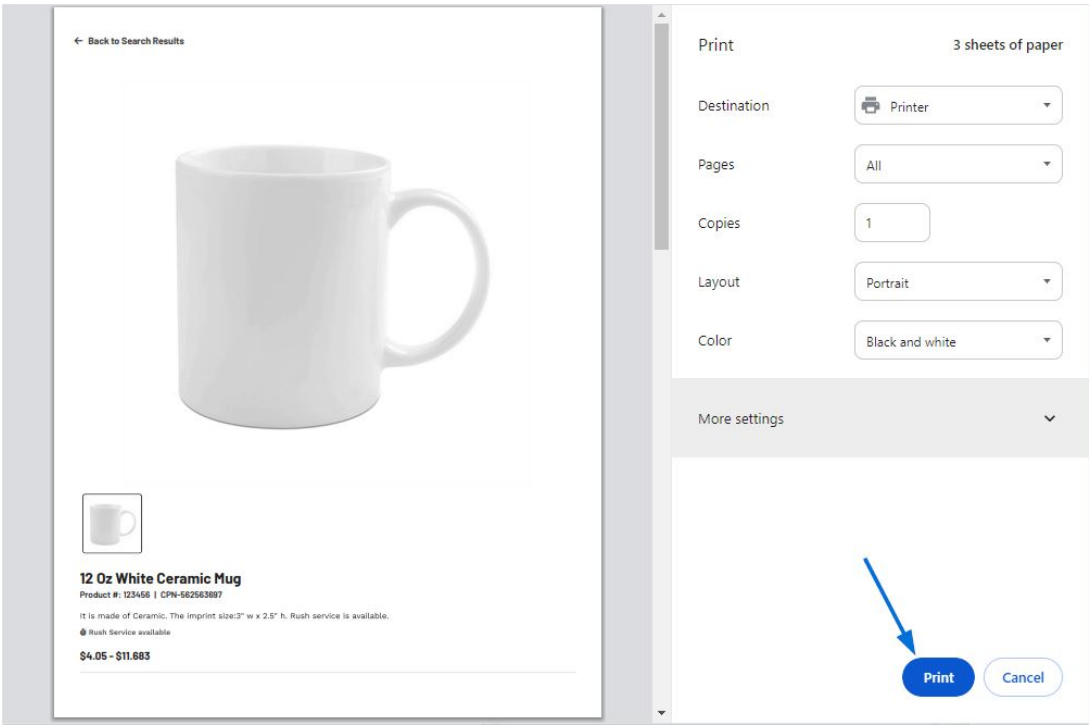 ← Back to Search Results
12 Oz White Ceramic Mug
Product #: 123456 | CPN-562563697
It is made of Ceramic. The imprint size:3" w x 2.5" h. Rush service is available.
Rush Service available
$4.05 - $11.683
Print 3 sheets of paper
Destination Printer
Pages All
Copies 1
Layout Portrait
Color Black and white
More settings
Print Cancel